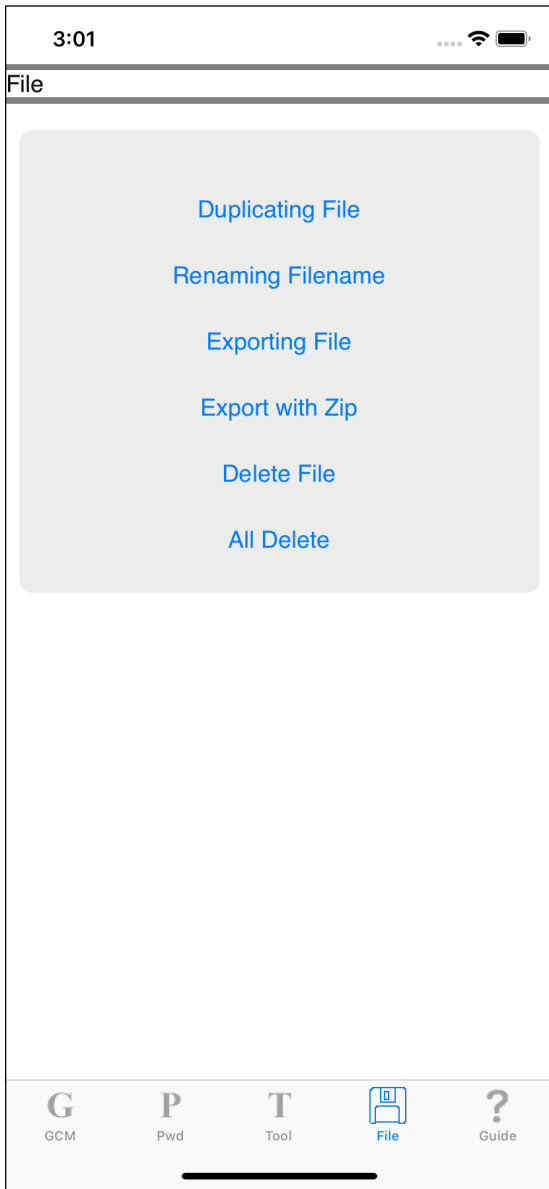 3:01
File
Duplicating File
Renaming Filename
Exporting File
Export with Zip
Delete File
All Delete
G P T ?
GCM Pwd Tool File Guide